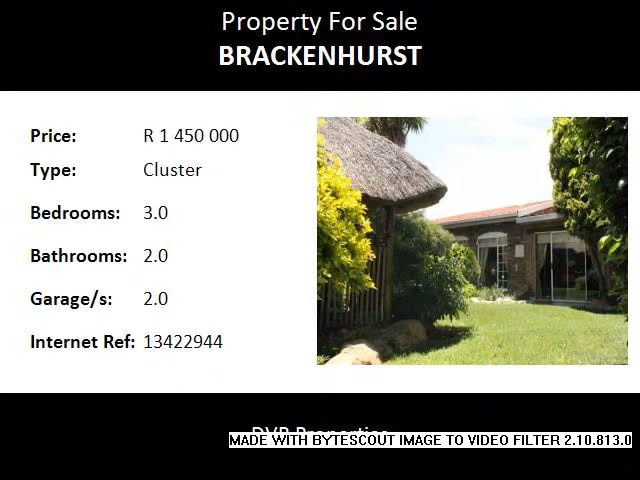 Property For Sale
BRACKENHURST
Price: R 1 450 000
Type: Cluster
Bedrooms: 3.0
Bathrooms: 2.0
Garage/s: 2.0
Internet Ref: 13422944
Properties
MADE WITH BYTESCOUT IMAGE TO VIDEO FILTER 2.10.813.0